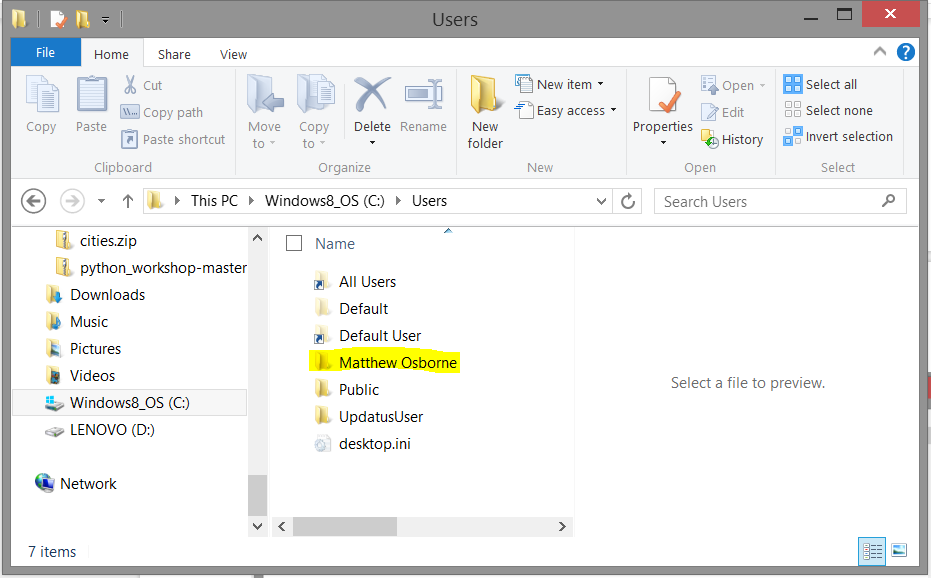 Users
File Home Share View
Copy
Paste
Cut
Copy path
Paste shortcut
Clipboard
Move to
Copy to
Delete
Rename
Organize
New folder
New item
Easy access
New
Properties
Open
Edit
History
Open
Select all
Select none
Invert selection
Select
This PC Windows8_OS (C:) Users
Search Users
cities.zip
python_workshop-master
Downloads
Music
Pictures
Videos
Windows8_OS (C:)
LENOVO (D:)
Network
Name
All Users
Default
Default User
Matthew Osborne
Public
UpdatusUser
desktop.ini
Select a file to preview.
7 items